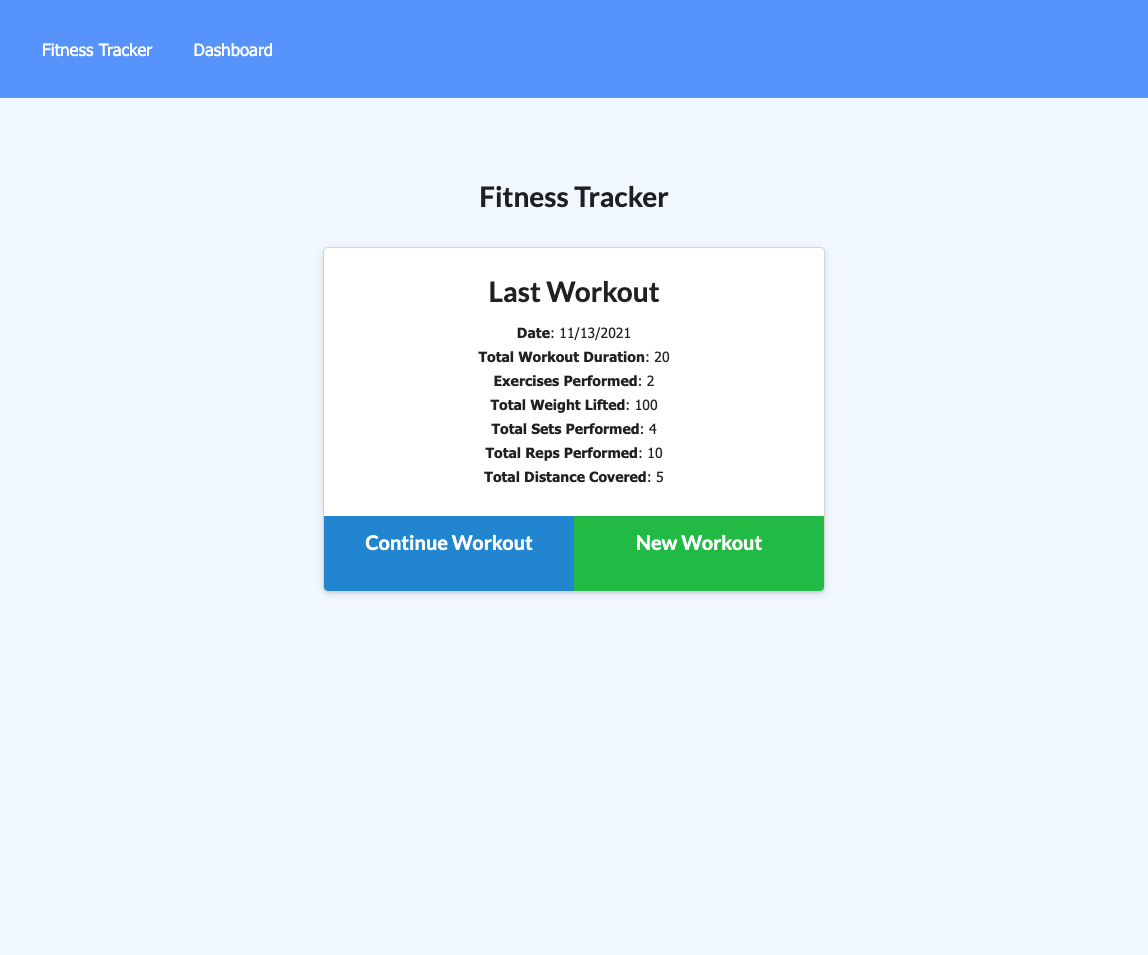 Fitness Tracker Dashboard
Fitness Tracker
Last Workout
Date: 11/13/2021
Total Workout Duration: 20
Exercises Performed: 2
Total Weight Lifted: 100
Total Sets Performed: 4
Total Reps Performed: 10
Total Distance Covered: 5
Continue Workout New Workout